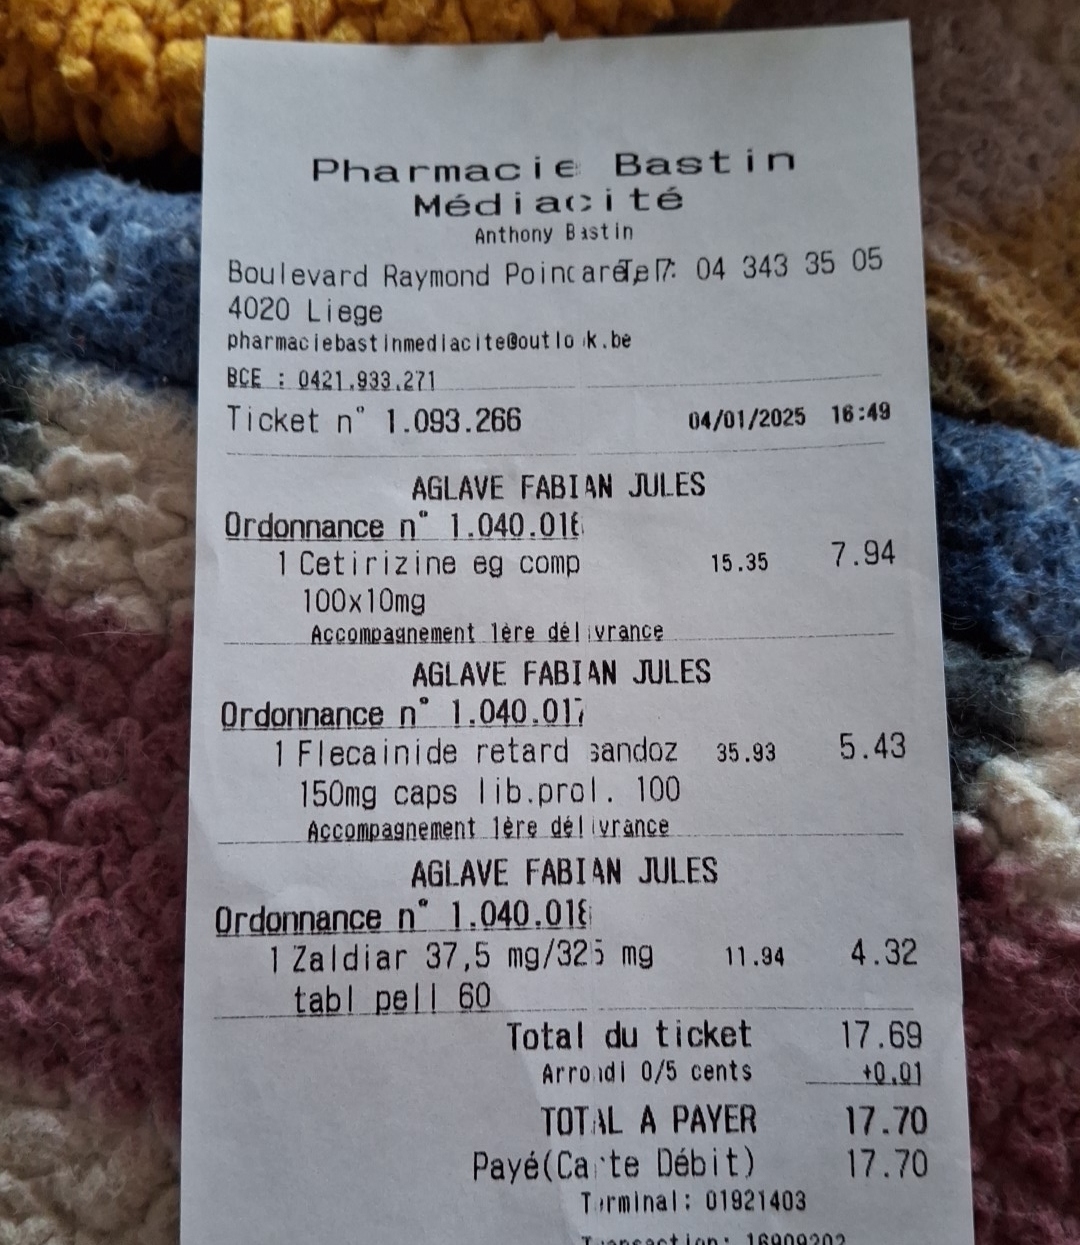 Pharmacie Bastin
Médiacité
Anthony Bastin
Boulevard Raymond Poincaré 7 Tel: 04 343 35 05
4020 Liege
pharmaciebastinmediacite@outlook.be
BCE : 0421.933.271
Ticket n° 1.093.266 04/01/2025 16:49
AGLAVE FABIAN JULES
Ordonnance n°
1 Cetirizine eg comp 15.35 7.94
100x10mg
Accompagnement 1ère délivrance
AGLAVE FABIAN JULES
Ordonnance n° 1.040.017
1 Flecainide retard sandoz 35.93 5.43
150mg caps lib.prol. 100
Accompagnement 1ère délivrance
AGLAVE FABIAN JULES
Ordonnance n° 1.040.018
1 Zaldiar 37,5 mg/325 mg 11.94 4.32
tabl pell 60
Total du ticket 17.69
Arrondi 0/5 cents +0.01
TOTAL A PAYER 17.70
Payé(Carte Débit) 17.70
Terminal: 01921403
Transaction: 16909202